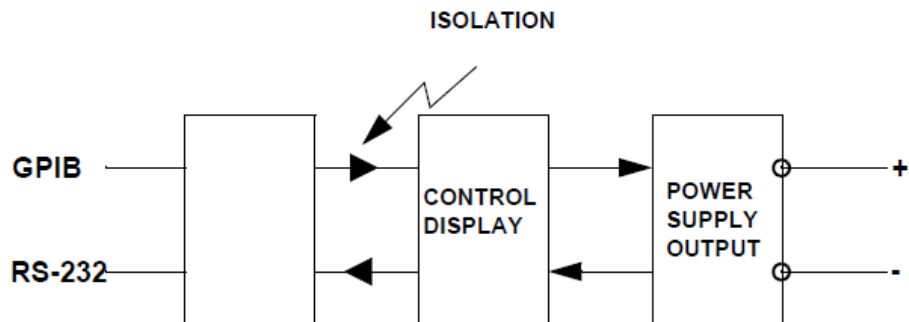 ISOLATION
GPIB
RS-232
CONTROL
DISPLAY
POWER
SUPPLY
OUTPUT
+
-